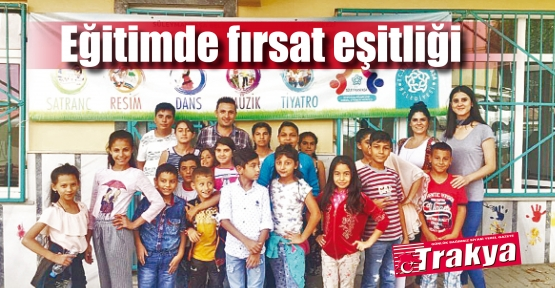 Eğitimde fırsat eşitliği
SATRANÇ
RESİM
DANS
MÜZİK
TİYATRO
Trakya